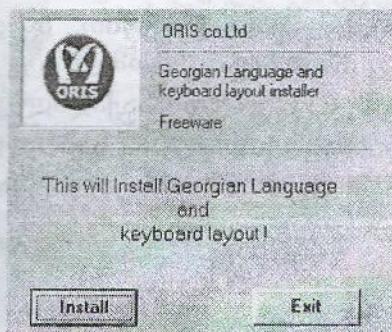 ORIS co.Ltd
ORIS
Georgian Language and
keyboard layout installer
Freeware
This will Install Georgian Language
and
keyboard layout !
Install
Exit